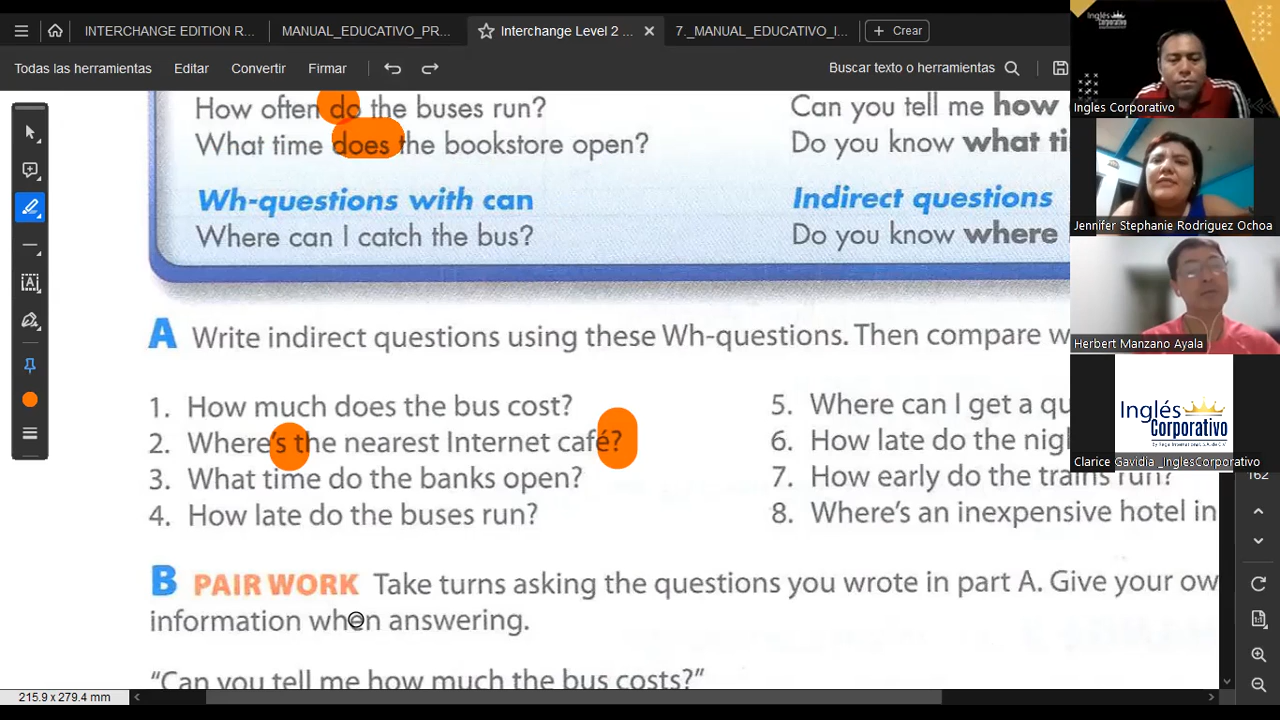 INTERCHANGE EDITION R...
MANUAL_EDUCATIVO_PR...
Interchange Level 2 ...
7._MANUAL_EDUCATIVO_I...
+ Crear
Todas las herramientas
Editar
Convertir
Firmar
Buscar texto o herramientas
How often do the buses run?
Can you tell me how
What time does the bookstore open?
Do you know what ti
Wh-questions with can
Indirect questions
Where can I catch the bus?
Do you know where
A Write indirect questions using these Wh-questions. Then compare w
1. How much does the bus cost?
2. Where's the nearest Internet café?
3. What time do the banks open?
4. How late do the buses run?
5. Where can I get a qu
6. How late do the nig
7. How early do the trains run?
8. Where's an inexpensive hotel in
B PAIR WORK Take turns asking the questions you wrote in part A. Give your ow
information when answering.
"Can you tell me how much the bus costs?"
215.9 x 279.4 mm
162
1:1
Inglés
Corporativo
Ingles Corporativo
Jennifer Stephanie Rodriguez Ochoa
Herbert Manzano Ayala
Inglés
Corporativo
Clarice Gavidia _InglesCorporativo